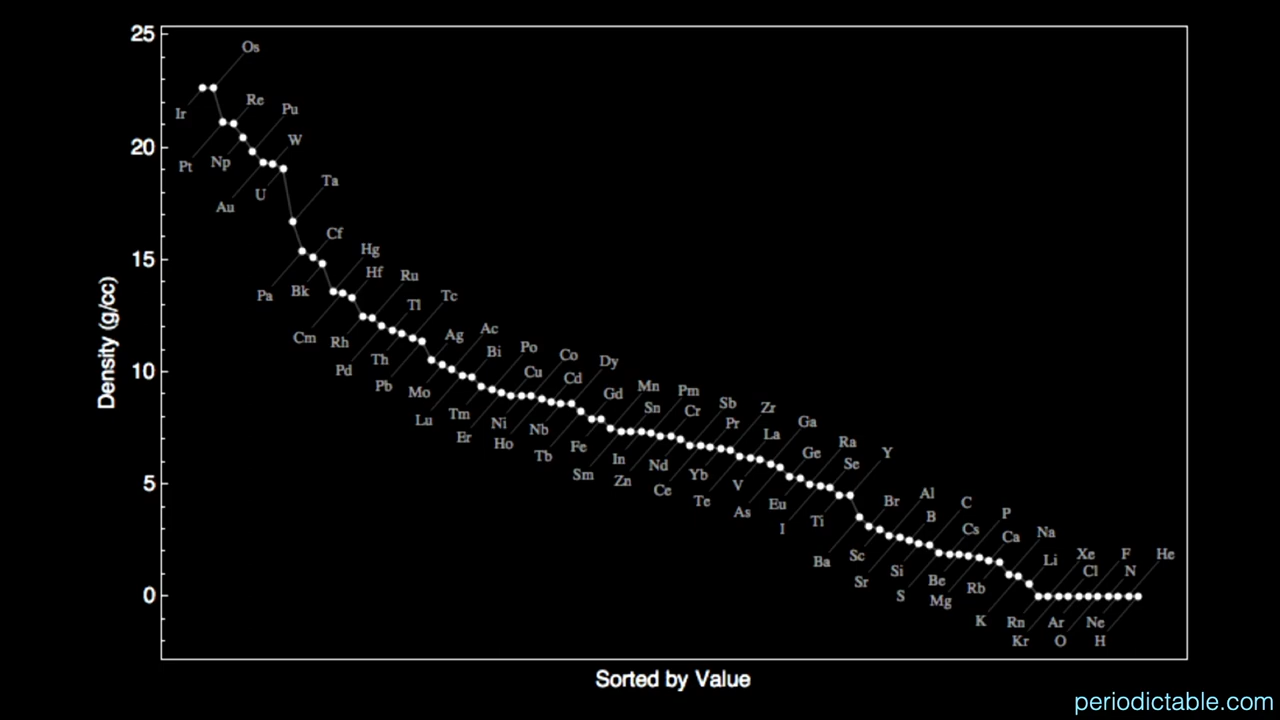 25
Os
Ir
Re
Pu
Pt
Np
W
20
Au
U
Ta
Cf
15
Pa
Bk
Hg
Hf
Ru
Cm
Rh
Tl
Tc
Pd
Th
Ag
Ac
10
Pb
Mo
Bi
Po
Co
Lu
Tm
Cu
Cd
Dy
Er
Ni
Ho
Nb
Gd
Mn
Pm
Tb
Fe
Sn
Cr
Sb
Sm
In
Zn
Nd
Pr
Zr
Ce
Yb
La
Ga
5
Te
V
As
Ge
Ra
Eu
I
Se
Y
Ti
Br
Al
Ba
Sc
B
C
Sr
Si
Cs
P
S
Be
Mg
Ca
Na
Rb
Li
K
Xe
F
He
Cl
N
0
Rn
Ar
Ne
Kr
O
H
Density (g/cc)
Sorted by Value
periodictable.com